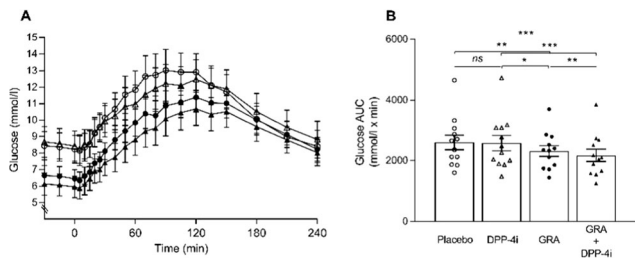 A
15
14
13
12
11
10
9
8
7
6
5
Glucose (mmol/l)
0
60
120
180
240
Time (min)
B
***
**
***
ns
*
**
6000
4000
2000
0
Glucose AUC
(mmol/l x min)
Placebo
DPP-4i
GRA
GRA
+
DPP-4i